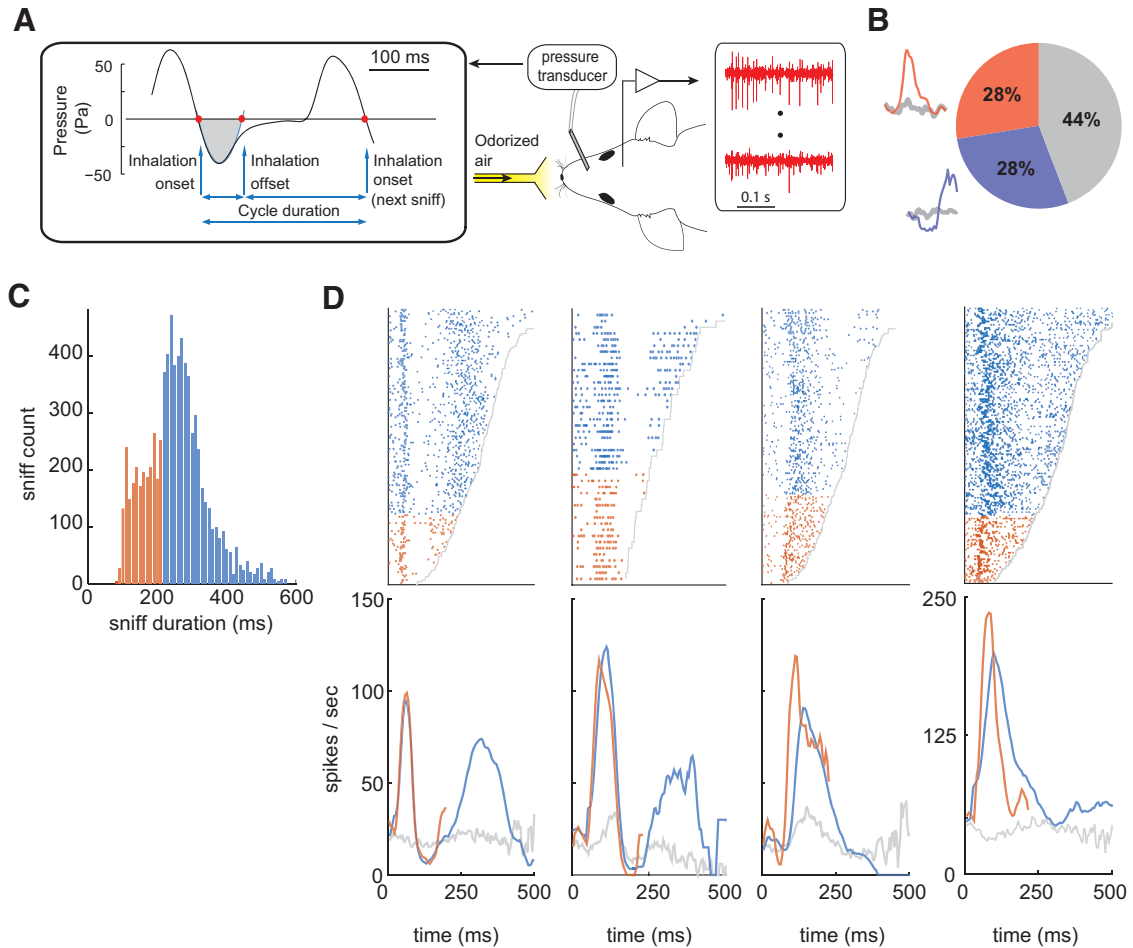 A
50
0
−50
Pressure
(Pa)
100 ms
Inhalation
onset
Inhalation
offset
Inhalation
onset
(next sniff)
Cycle duration
pressure
transducer
Odorized
air
0.1 s
B
28%
44%
28%
C
400
300
200
100
0
sniff count
0
200
400
600
sniff duration (ms)
D
150
100
50
0
spikes / sec
250
125
0
0
250
500
0
250
500
0
250
500
0
250
500
time (ms)
time (ms)
time (ms)
time (ms)